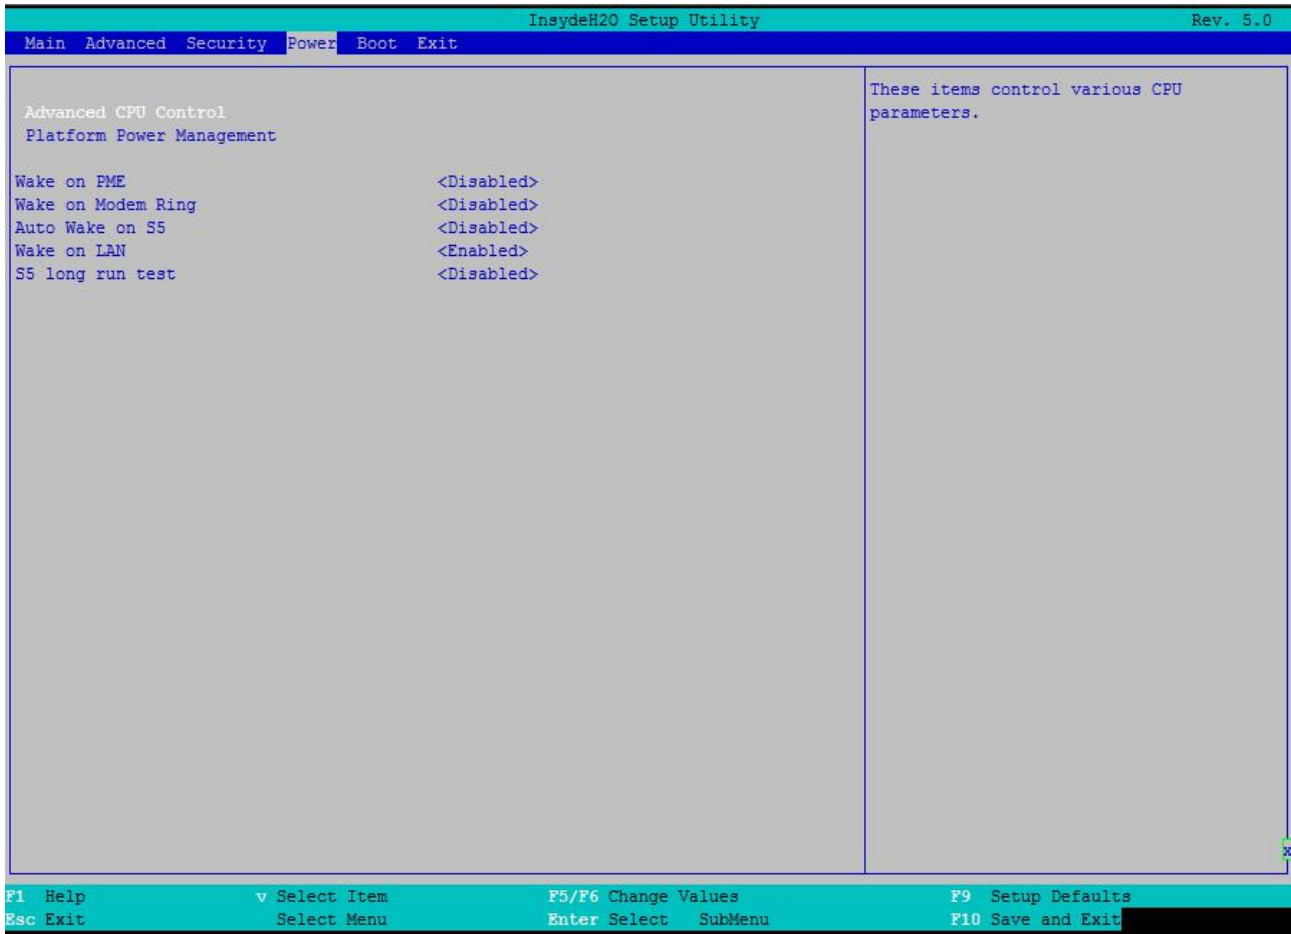 InsydeH2O Setup Utility Rev. 5.0
Main Advanced Security Power Boot Exit
These items control various CPU
parameters.
Advanced CPU Control
Platform Power Management
Wake on PME <Disabled>
Wake on Modem Ring <Disabled>
Auto Wake on S5 <Disabled>
Wake on LAN <Enabled>
S5 long run test <Disabled>
x
F1 Help v Select Item F5/F6 Change Values F9 Setup Defaults
Esc Exit Select Menu Enter Select SubMenu F10 Save and Exit